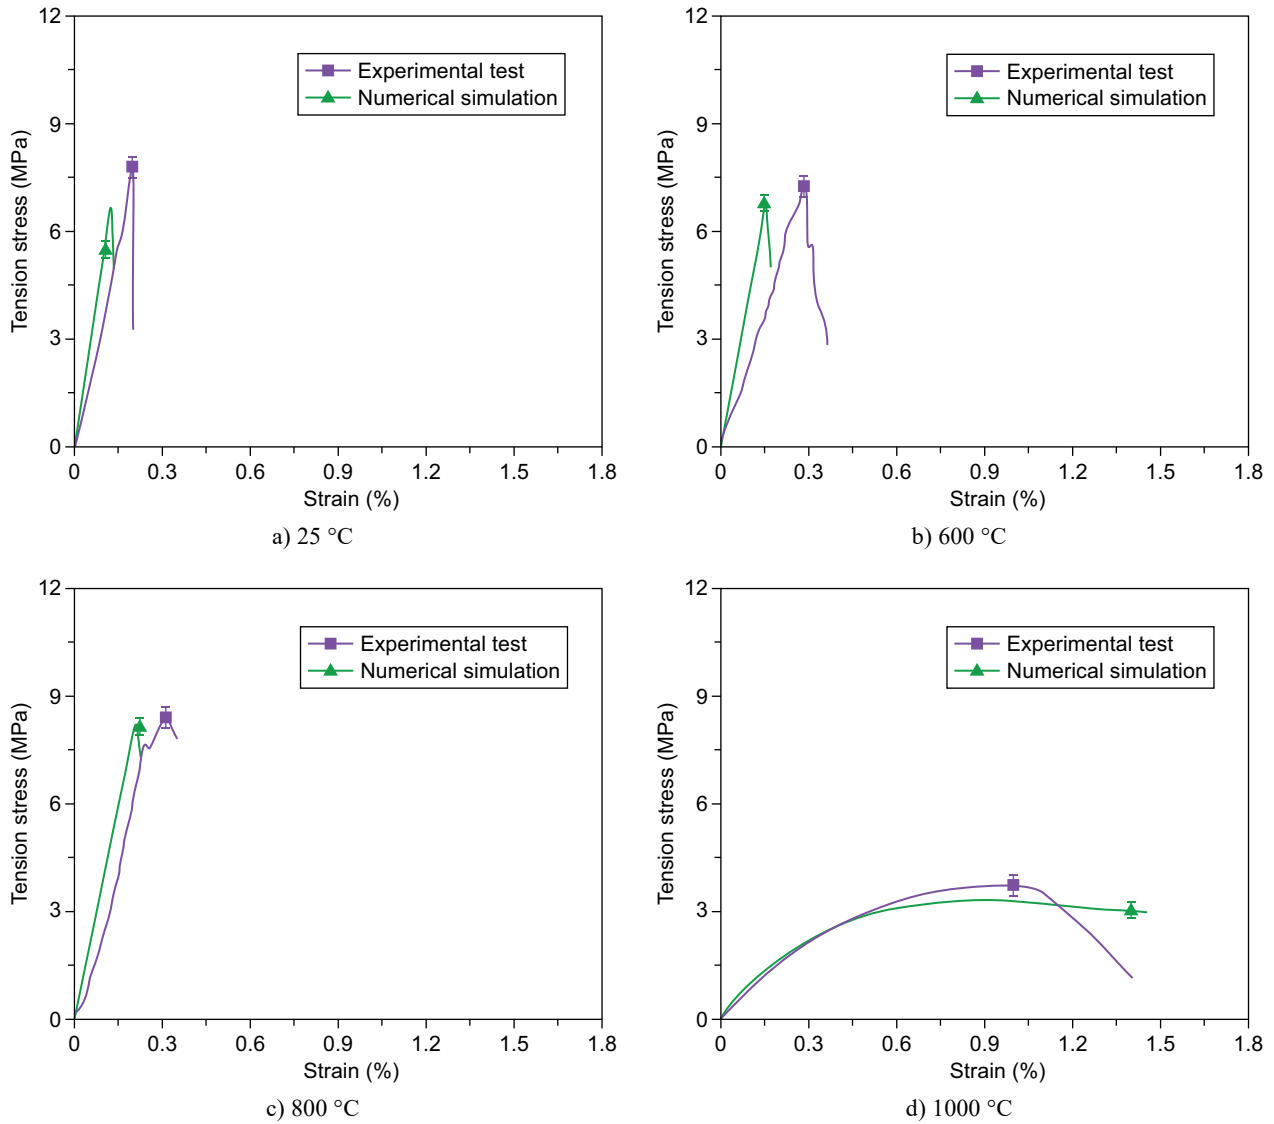 12
9
6
3
0
Tension stress (MPa)
Experimental test
Numerical simulation
0 0.3 0.6 0.9 1.2 1.5 1.8
Strain (%)
a) 25 °C
12
9
6
3
0
Tension stress (MPa)
Experimental test
Numerical simulation
0 0.3 0.6 0.9 1.2 1.5 1.8
Strain (%)
b) 600 °C
12
9
6
3
0
Tension stress (MPa)
Experimental test
Numerical simulation
0 0.3 0.6 0.9 1.2 1.5 1.8
Strain (%)
c) 800 °C
12
9
6
3
0
Tension stress (MPa)
Experimental test
Numerical simulation
0 0.3 0.6 0.9 1.2 1.5 1.8
Strain (%)
d) 1000 °C